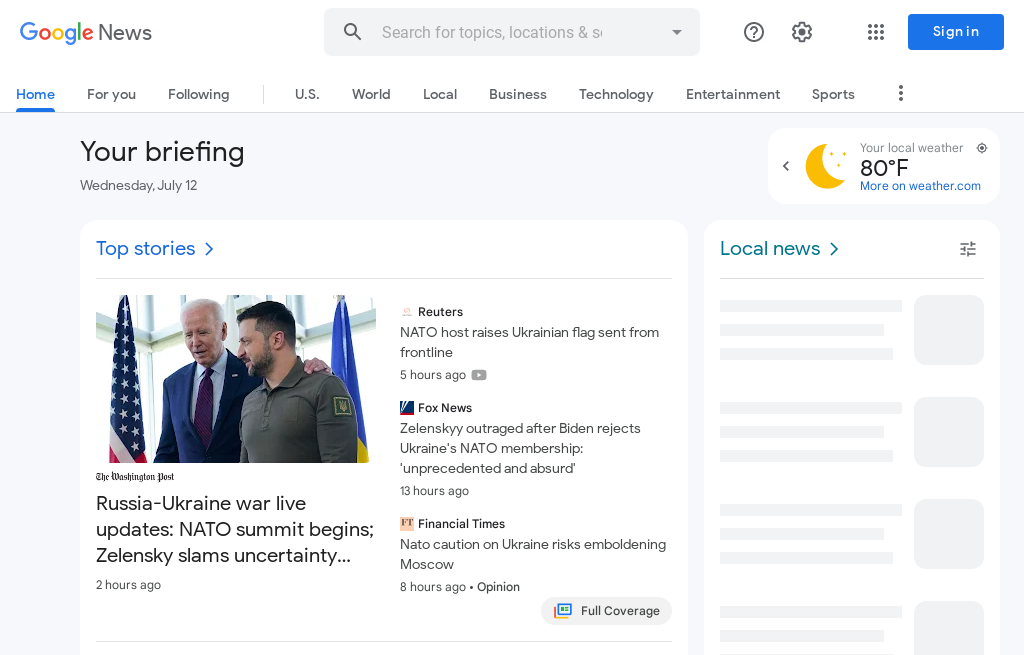 Google News
Search for topics, locations & so
Sign in
Home
For you
Following
U.S.
World
Local
Business
Technology
Entertainment
Sports
Your briefing
Wednesday, July 12
Your local weather
80°F
More on weather.com
Top stories
The Washington Post
Russia-Ukraine war live
updates: NATO summit begins;
Zelensky slams uncertainty...
2 hours ago
Reuters
NATO host raises Ukrainian flag sent from
frontline
5 hours ago
Fox News
Zelenskyy outraged after Biden rejects
Ukraine's NATO membership:
'unprecedented and absurd'
13 hours ago
FT Financial Times
Nato caution on Ukraine risks emboldening
Moscow
8 hours ago • Opinion
Full Coverage
Local news